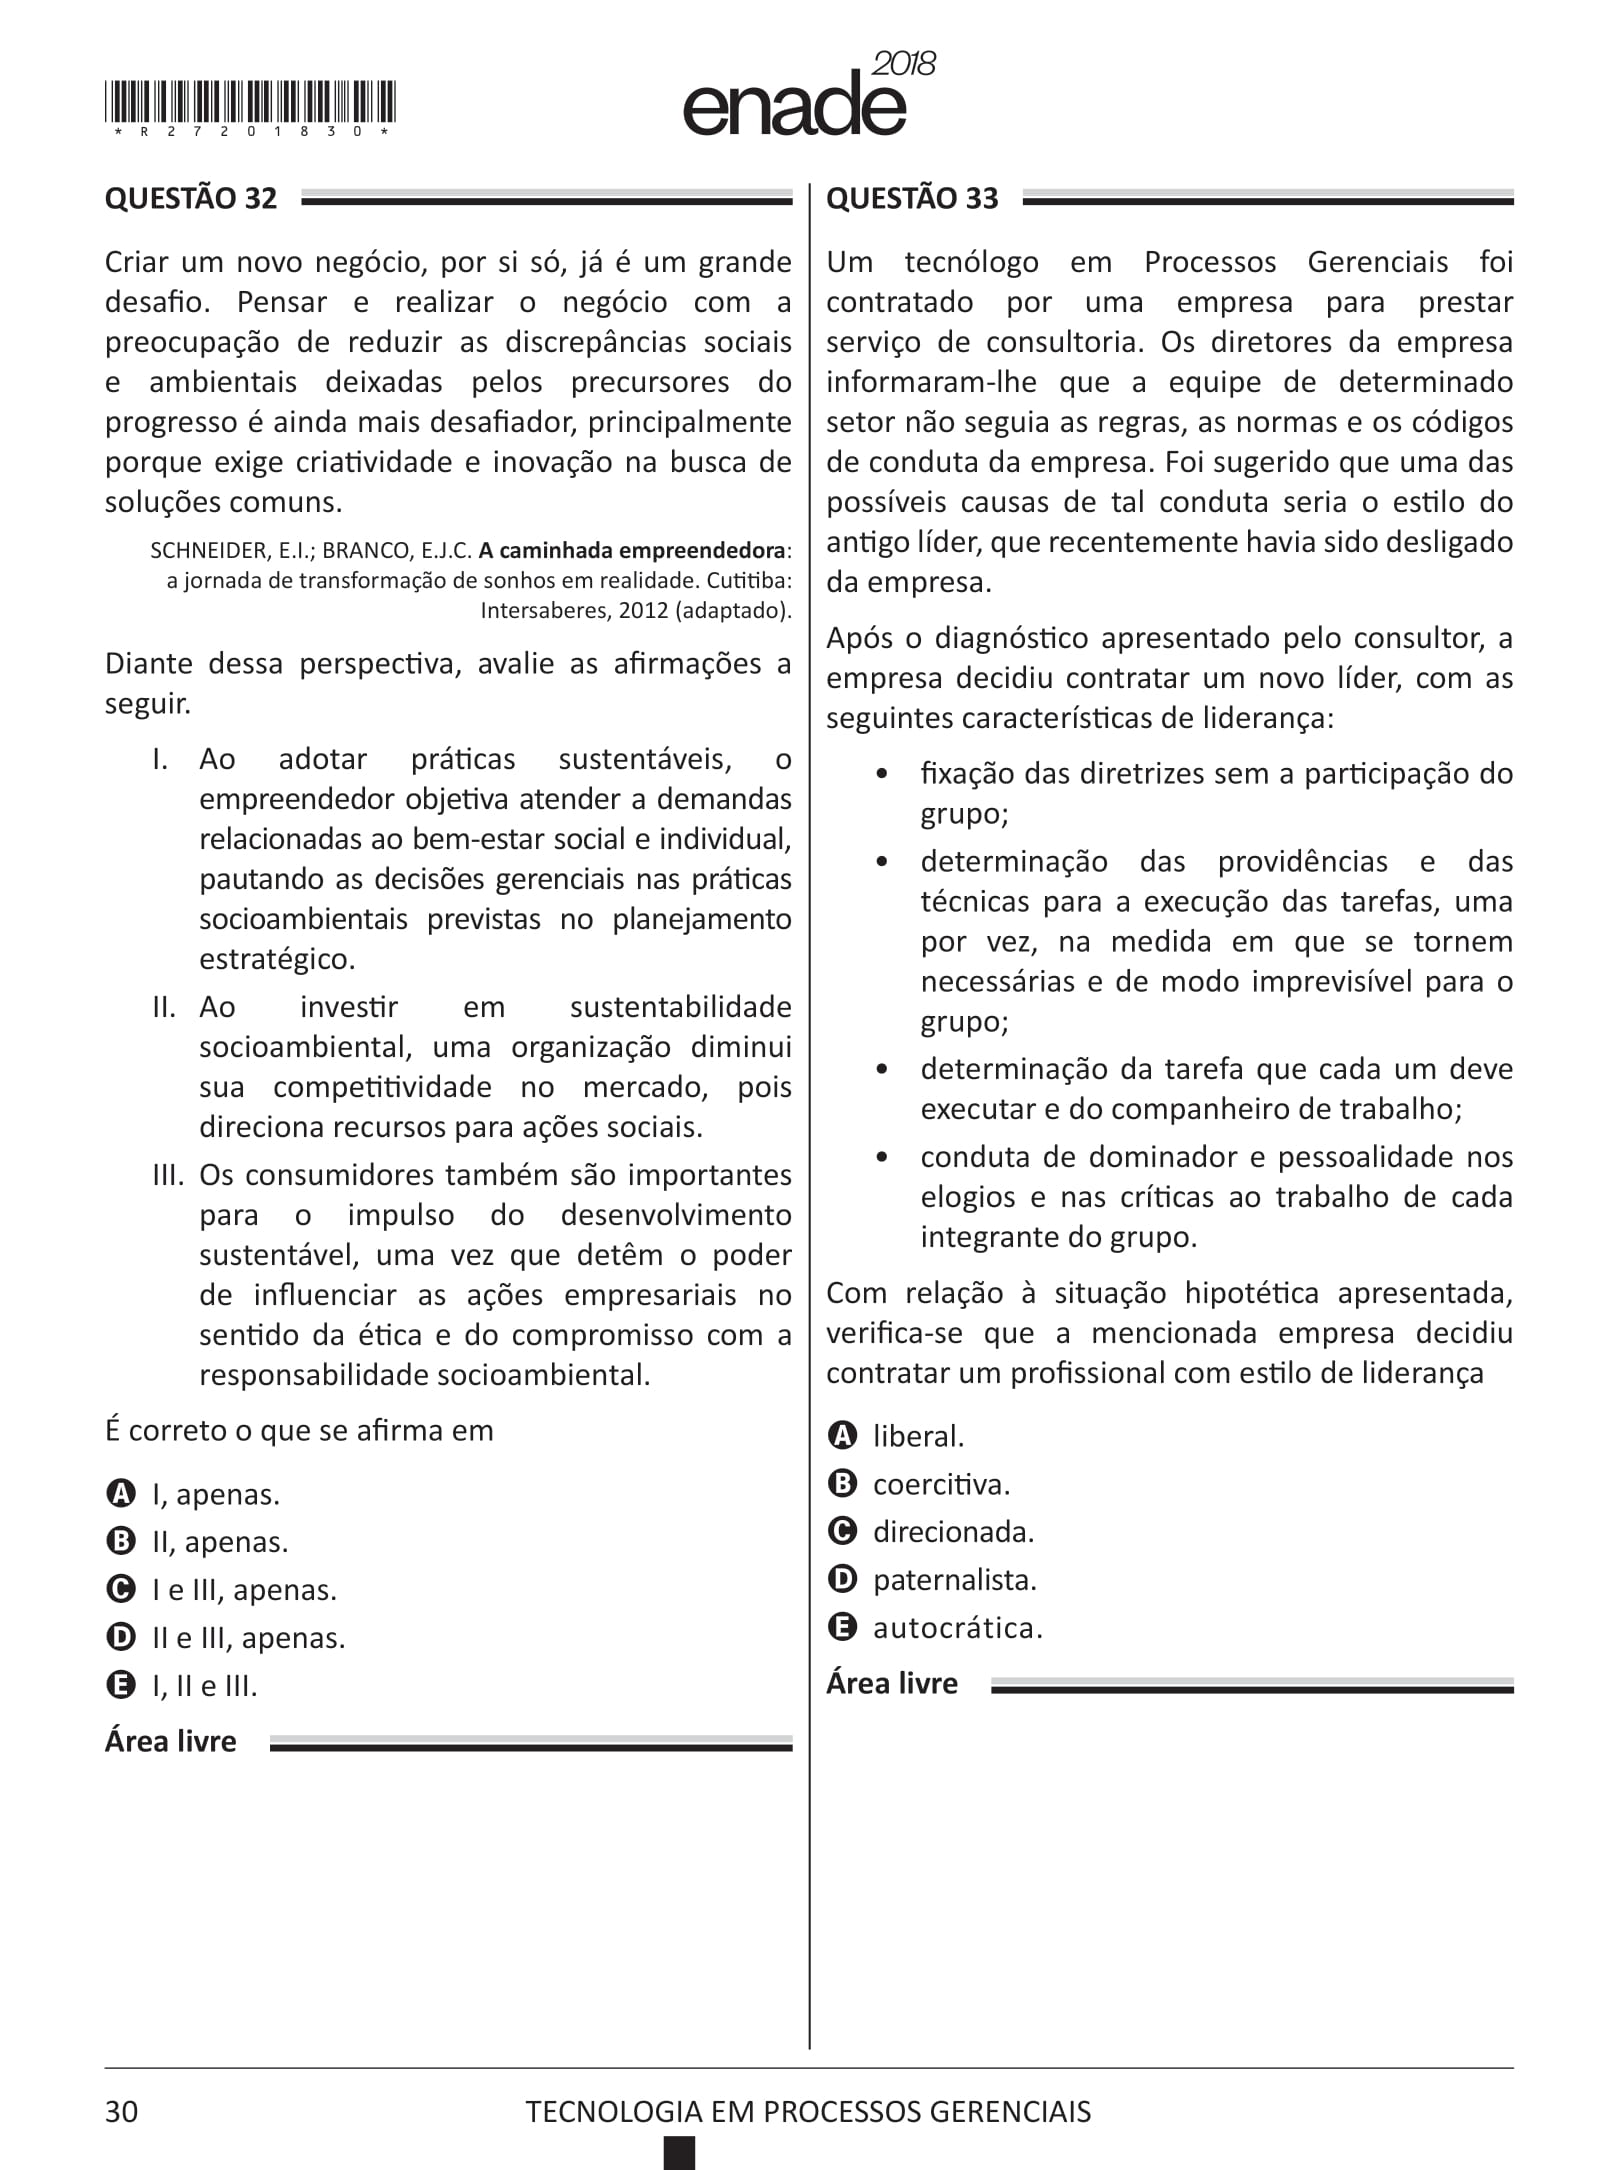 *R27201830*
enade 2018
QUESTÃO 32
Criar um novo negócio, por si só, já é um grande
desafio. Pensar e realizar o negócio com a
preocupação de reduzir as discrepâncias sociais
e ambientais deixadas pelos precursores do
progresso é ainda mais desafiador, principalmente
porque exige criatividade e inovação na busca de
soluções comuns.
SCHNEIDER, E.I.; BRANCO, E.J.C. A caminhada empreendedora:
a jornada de transformação de sonhos em realidade. Cutitiba:
Intersaberes, 2012 (adaptado).
Diante dessa perspectiva, avalie as afirmações a
seguir.
I. Ao adotar práticas sustentáveis, o
empreendedor objetiva atender a demandas
relacionadas ao bem-estar social e individual,
pautando as decisões gerenciais nas práticas
socioambientais previstas no planejamento
estratégico.
II. Ao investir em sustentabilidade
socioambiental, uma organização diminui
sua competitividade no mercado, pois
direciona recursos para ações sociais.
III. Os consumidores também são importantes
para o impulso do desenvolvimento
sustentável, uma vez que detêm o poder
de influenciar as ações empresariais no
sentido da ética e do compromisso com a
responsabilidade socioambiental.
É correto o que se afirma em
A I, apenas.
B II, apenas.
C I e III, apenas.
D II e III, apenas.
E I, II e III.
Área livre
QUESTÃO 33
Um tecnólogo em Processos Gerenciais foi
contratado por uma empresa para prestar
serviço de consultoria. Os diretores da empresa
informaram-lhe que a equipe de determinado
setor não seguia as regras, as normas e os códigos
de conduta da empresa. Foi sugerido que uma das
possíveis causas de tal conduta seria o estilo do
antigo líder, que recentemente havia sido desligado
da empresa.
Após o diagnóstico apresentado pelo consultor, a
empresa decidiu contratar um novo líder, com as
seguintes características de liderança:
• fixação das diretrizes sem a participação do
grupo;
• determinação das providências e das
técnicas para a execução das tarefas, uma
por vez, na medida em que se tornem
necessárias e de modo imprevisível para o
grupo;
• determinação da tarefa que cada um deve
executar e do companheiro de trabalho;
• conduta de dominador e pessoalidade nos
elogios e nas críticas ao trabalho de cada
integrante do grupo.
Com relação à situação hipotética apresentada,
verifica-se que a mencionada empresa decidiu
contratar um profissional com estilo de liderança
A liberal.
B coercitiva.
C direcionada.
D paternalista.
E autocrática.
Área livre
30
TECNOLOGIA EM PROCESSOS GERENCIAIS